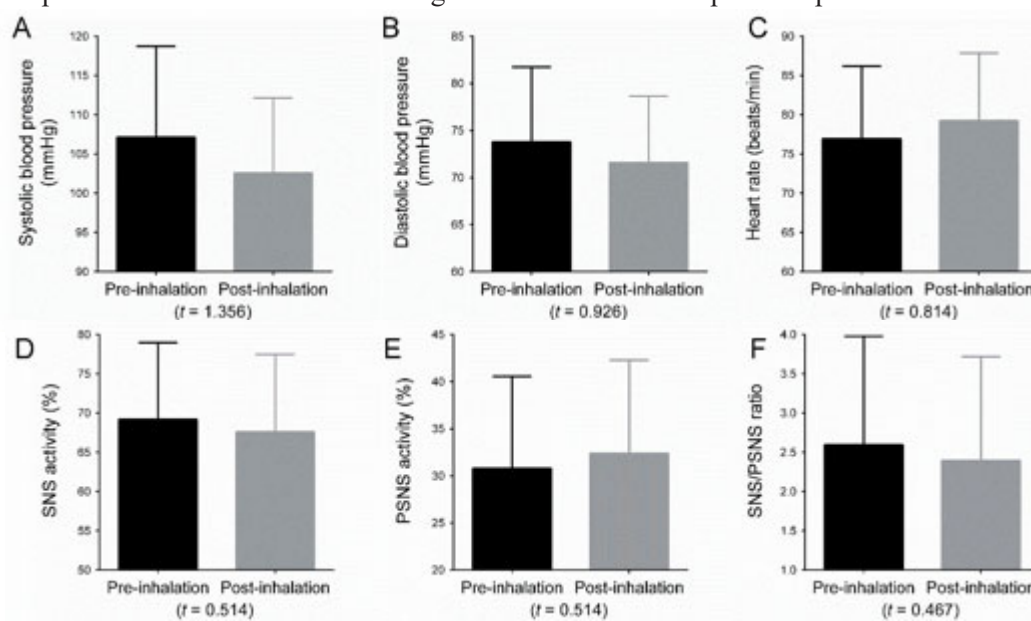 A
Systolic blood pressure
(mmHg)
120
115
110
105
100
95
90
Pre-inhalation Post-inhalation
(t = 1.356)
B
Diastolic blood pressure
(mmHg)
85
80
75
70
65
60
Pre-inhalation Post-inhalation
(t = 0.926)
C
Heart rate (beats/min)
90
85
80
75
70
65
60
Pre-inhalation Post-inhalation
(t = 0.814)
D
SNS activity (%)
80
75
70
65
60
55
50
Pre-inhalation Post-inhalation
(t = 0.514)
E
PSNS activity (%)
45
40
35
30
25
20
Pre-inhalation Post-inhalation
(t = 0.514)
F
SNS/PSNS ratio
4.0
3.5
3.0
2.5
2.0
1.5
1.0
Pre-inhalation Post-inhalation
(t = 0.467)